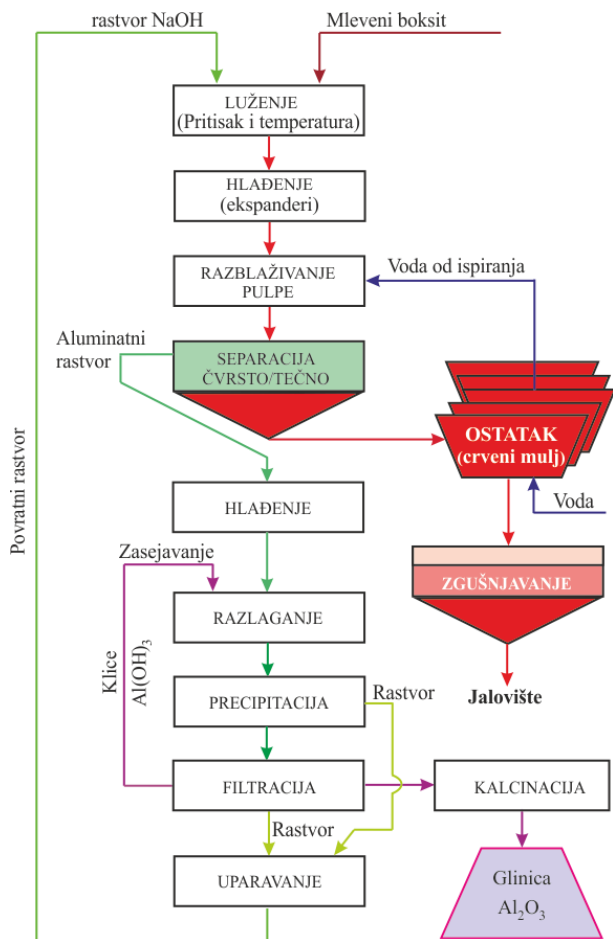 rastvor NaOH
Mleveni boksit
LUŽENJE
(Pritisak i temperatura)
HLAĐENJE
(ekspanderi)
RAZBLAŽIVANJE
PULPE
Voda od ispiranja
Aluminatni
rastvor
SEPARACIJA
ČVRSTO/TEČNO
OSTATAK
(crveni mulj)
Povratni rastvor
HLAĐENJE
Voda
Zasejavanje
ZGUŠNJAVANJE
RAZLAGANJE
Klice
Al(OH)₃
PRECIPITACIJA
Rastvor
Jalovište
FILTRACIJA
KALCINACIJA
Rastvor
UPARAVANJE
Glinica
Al₂O₃